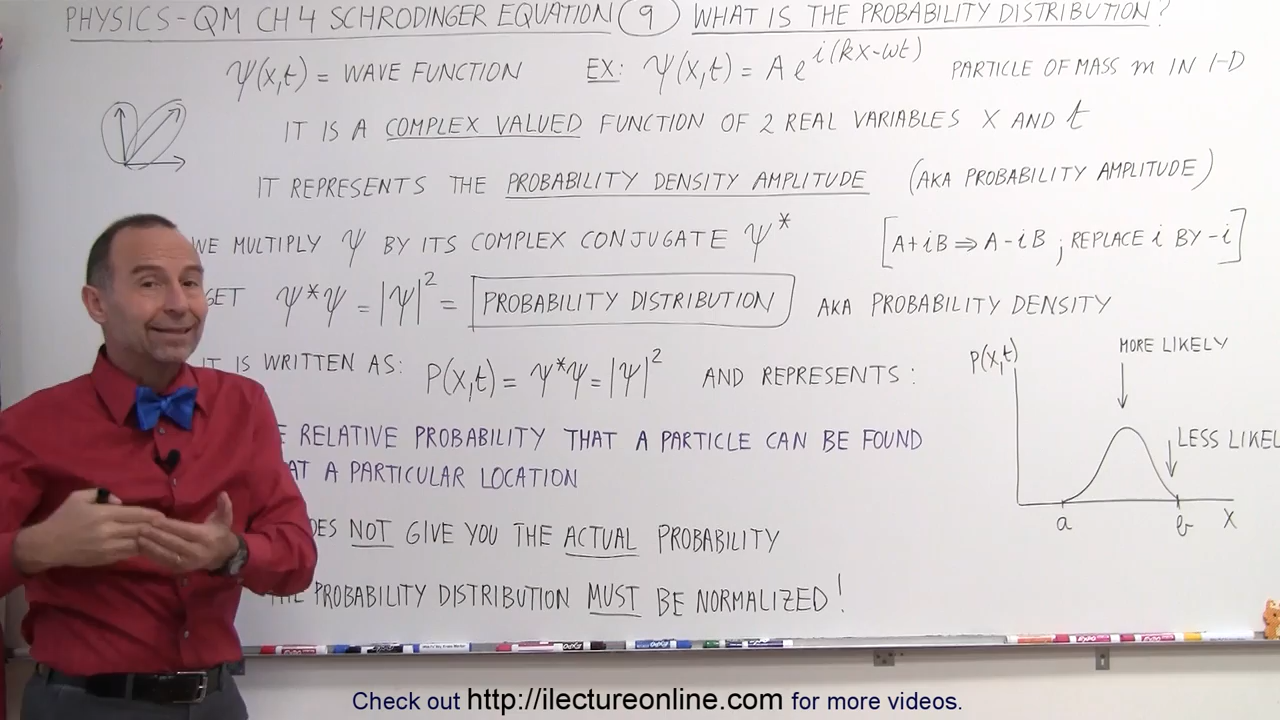 PHYSICS - QM CH 4 SCHRODINGER EQUATION 9 WHAT IS THE PROBABILITY DISTRIBUTION?
Ψ(x,t) = WAVE FUNCTION EX: Ψ(x,t) = A e^{i(kx-ωt)} PARTICLE OF MASS m IN 1-D
IT IS A COMPLEX VALUED FUNCTION OF 2 REAL VARIABLES X AND t
IT REPRESENTS THE PROBABILITY DENSITY AMPLITUDE (AKA PROBABILITY AMPLITUDE)
WE MULTIPLY Ψ BY ITS COMPLEX CONJUGATE Ψ* [A+iB ⇒ A-iB ; REPLACE i BY -i]
GET Ψ*Ψ = |Ψ|² = PROBABILITY DISTRIBUTION AKA PROBABILITY DENSITY
IT IS WRITTEN AS: P(x,t) = Ψ*Ψ = |Ψ|² AND REPRESENTS:
RELATIVE PROBABILITY THAT A PARTICLE CAN BE FOUND
AT A PARTICULAR LOCATION
NOT GIVE YOU THE ACTUAL PROBABILITY
THE PROBABILITY DISTRIBUTION MUST BE NORMALIZED!
P(x,t)
MORE LIKELY
LESS
a b X
Check out http://ilectureonline.com for more videos.